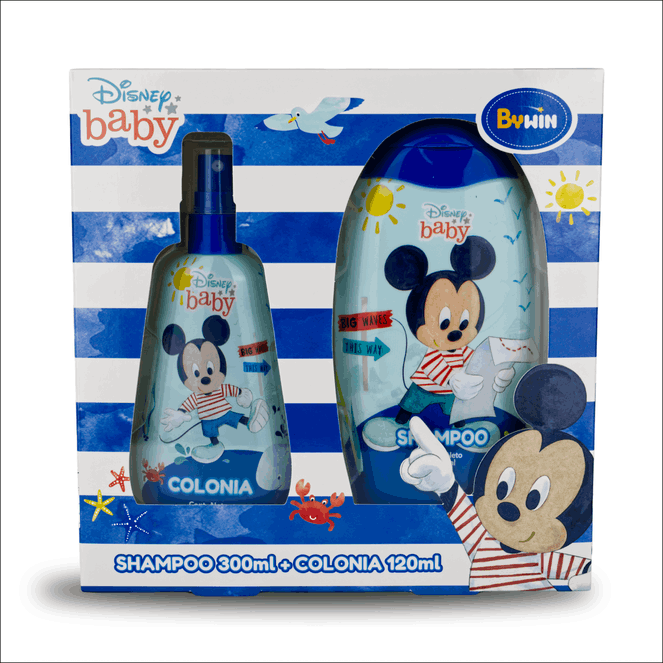 Disney
baby
BYWIN
Disney
baby
BIG WAVES
THIS WAY
COLONIA
Disney
baby
BIG WAVES
THIS WAY
SHAMPOO
SHAMPOO 300ml + COLONIA 120ml